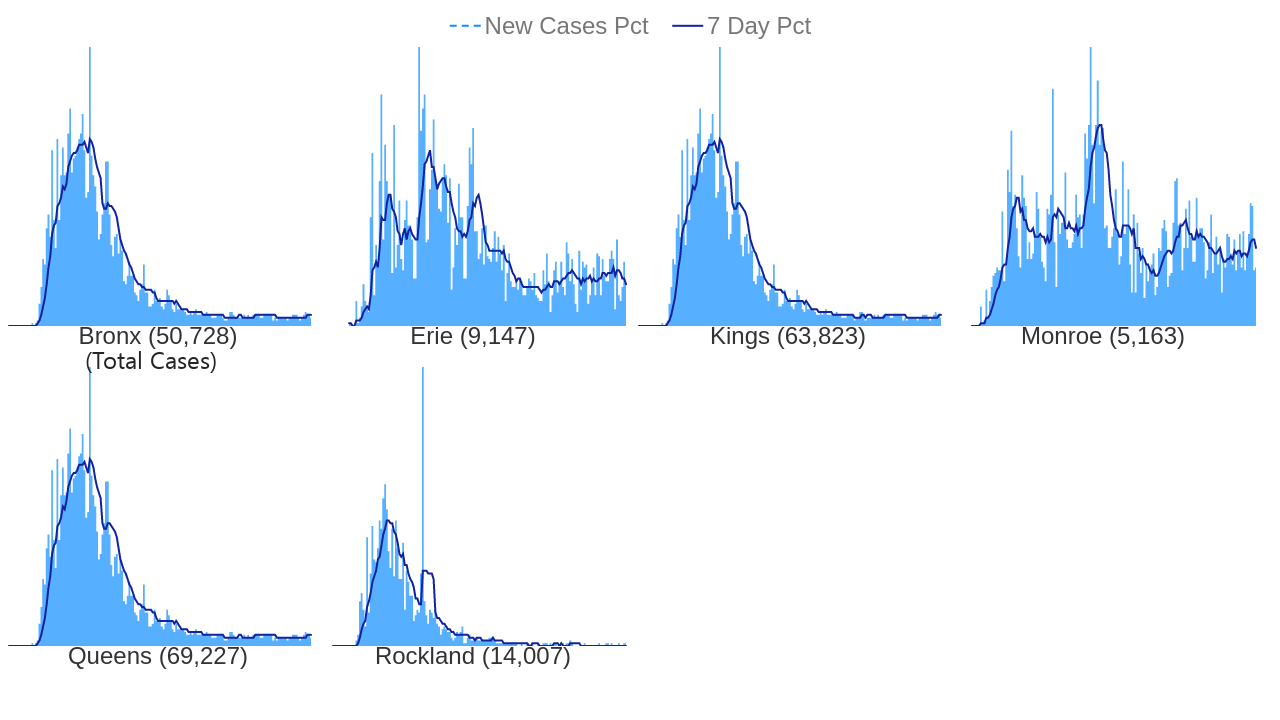 New Cases Pct 7 Day Pct
Bronx (50,728) Erie (9,147) Kings (63,823) Monroe (5,163)
(Total Cases)
Queens (69,227) Rockland (14,007)